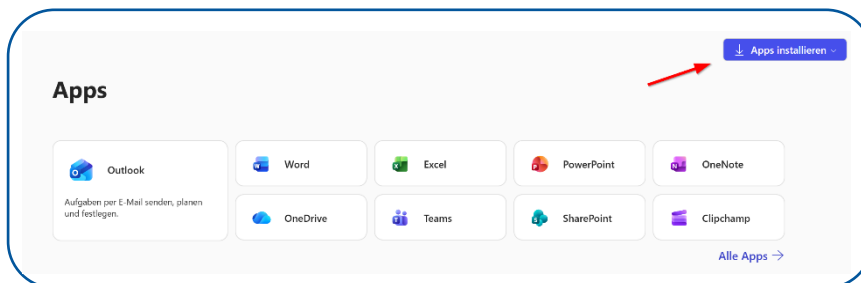 Apps installieren
Apps
Outlook
Aufgaben per E-Mail senden, planen
und festlegen.
Word
Excel
PowerPoint
OneNote
OneDrive
Teams
SharePoint
Clipchamp
Alle Apps